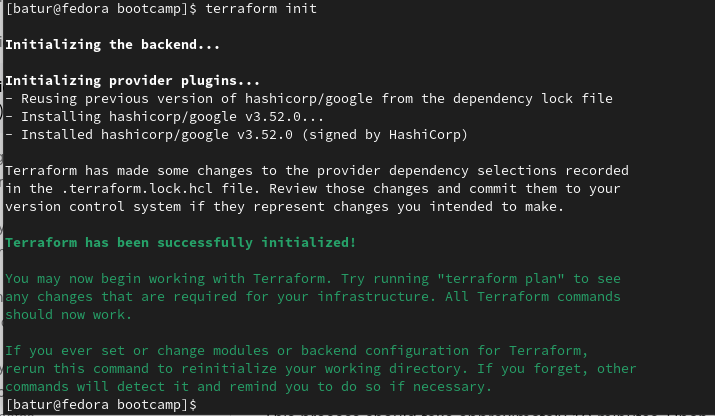 [batur@fedora bootcamp]$ terraform init
Initializing the backend...
Initializing provider plugins...
- Reusing previous version of hashicorp/google from the dependency lock file
- Installing hashicorp/google v3.52.0...
- Installed hashicorp/google v3.52.0 (signed by HashiCorp)
Terraform has made some changes to the provider dependency selections recorded
in the .terraform.lock.hcl file. Review those changes and commit them to your
version control system if they represent changes you intended to make.
Terraform has been successfully initialized!
You may now begin working with Terraform. Try running "terraform plan" to see
any changes that are required for your infrastructure. All Terraform commands
should now work.
If you ever set or change modules or backend configuration for Terraform,
rerun this command to reinitialize your working directory. If you forget, other
commands will detect it and remind you to do so if necessary.
[batur@fedora bootcamp]$